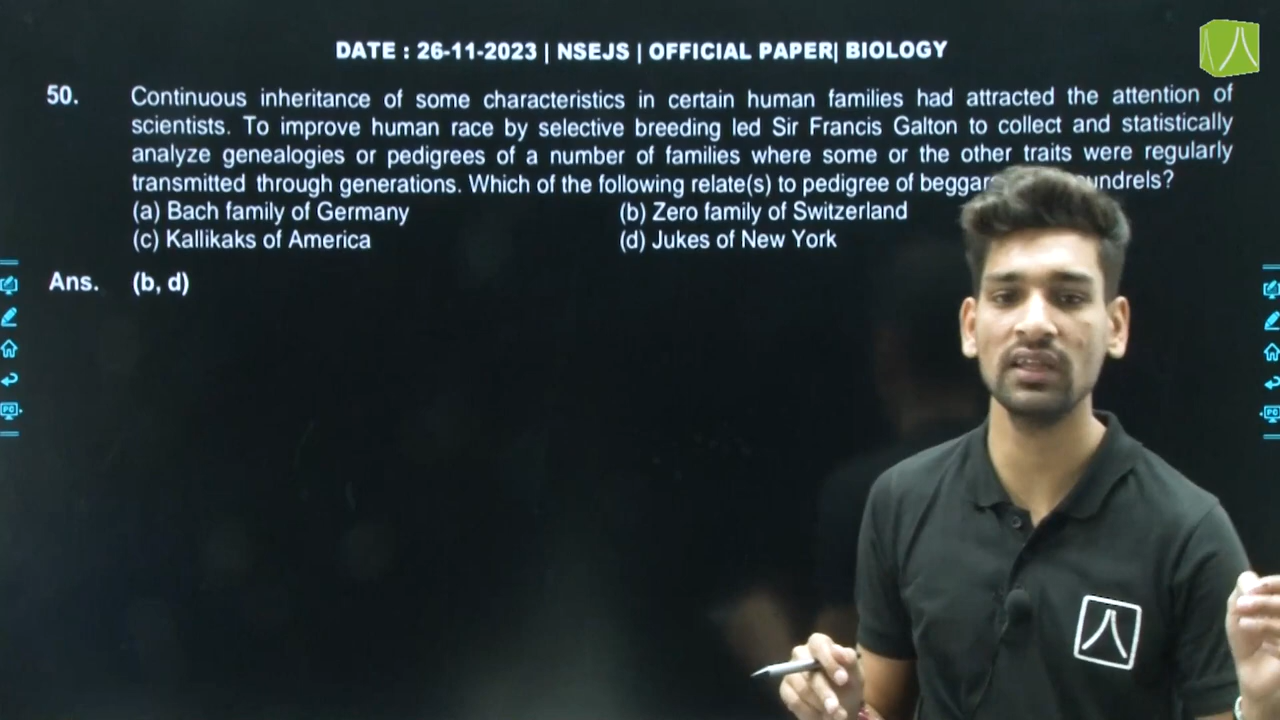 DATE : 26-11-2023 | NSEJS | OFFICIAL PAPER| BIOLOGY
50. Continuous inheritance of some characteristics in certain human families had attracted the attention of
scientists. To improve human race by selective breeding led Sir Francis Galton to collect and statistically
analyze genealogies or pedigrees of a number of families where some or the other traits were regularly
transmitted through generations. Which of the following relate(s) to pedigree of
(a) Bach family of Germany (b) Zero family of Switzerland
(c) Kallikaks of America (d) Jukes of New York
Ans. (b, d)
PC
PC